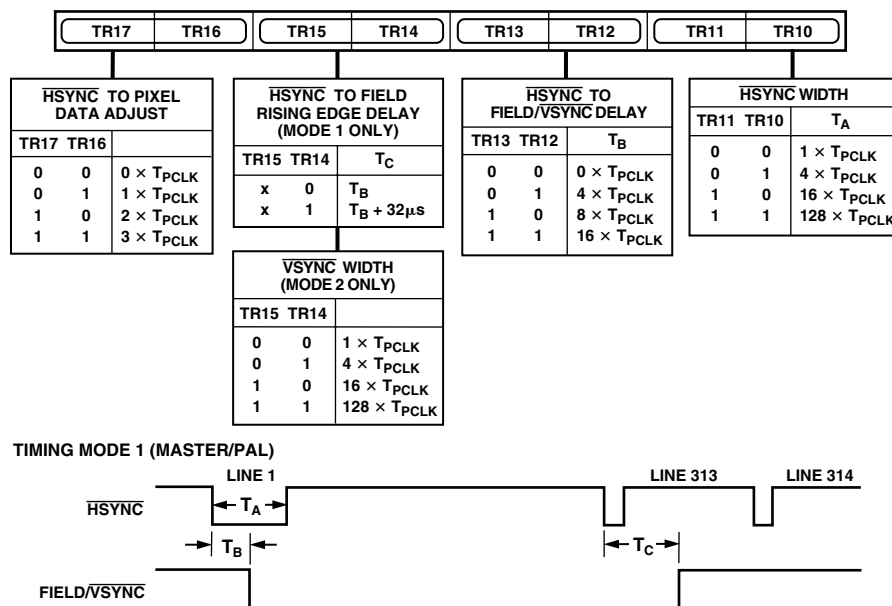 TR17 TR16 TR15 TR14 TR13 TR12 TR11 TR10
HSYNC TO PIXEL
DATA ADJUST
TR17 TR16
0 0 0 × TPCLK
0 1 1 × TPCLK
1 0 2 × TPCLK
1 1 3 × TPCLK
HSYNC TO FIELD
RISING EDGE DELAY
(MODE 1 ONLY)
TR15 TR14 TC
x 0 TB
x 1 TB + 32µs
VSYNC WIDTH
(MODE 2 ONLY)
TR15 TR14
0 0 1 × TPCLK
0 1 4 × TPCLK
1 0 16 × TPCLK
1 1 128 × TPCLK
HSYNC TO
FIELD/VSYNC DELAY
TR13 TR12 TB
0 0 0 × TPCLK
0 1 4 × TPCLK
1 0 8 × TPCLK
1 1 16 × TPCLK
HSYNC WIDTH
TR11 TR10 TA
0 0 1 × TPCLK
0 1 4 × TPCLK
1 0 16 × TPCLK
1 1 128 × TPCLK
TIMING MODE 1 (MASTER/PAL)
LINE 1 LINE 313 LINE 314
HSYNC TA
TB TC
FIELD/VSYNC